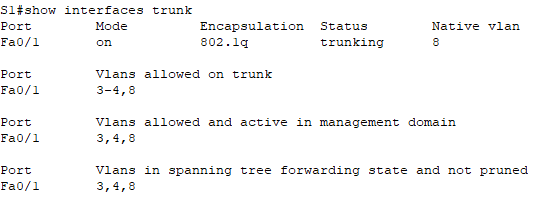 S1#show interfaces trunk
Port        Mode         Encapsulation  Status        Native vlan
Fa0/1       on           802.1q         trunking      8
Port        Vlans allowed on trunk
Fa0/1       3-4,8
Port        Vlans allowed and active in management domain
Fa0/1       3,4,8
Port        Vlans in spanning tree forwarding state and not pruned
Fa0/1       3,4,8